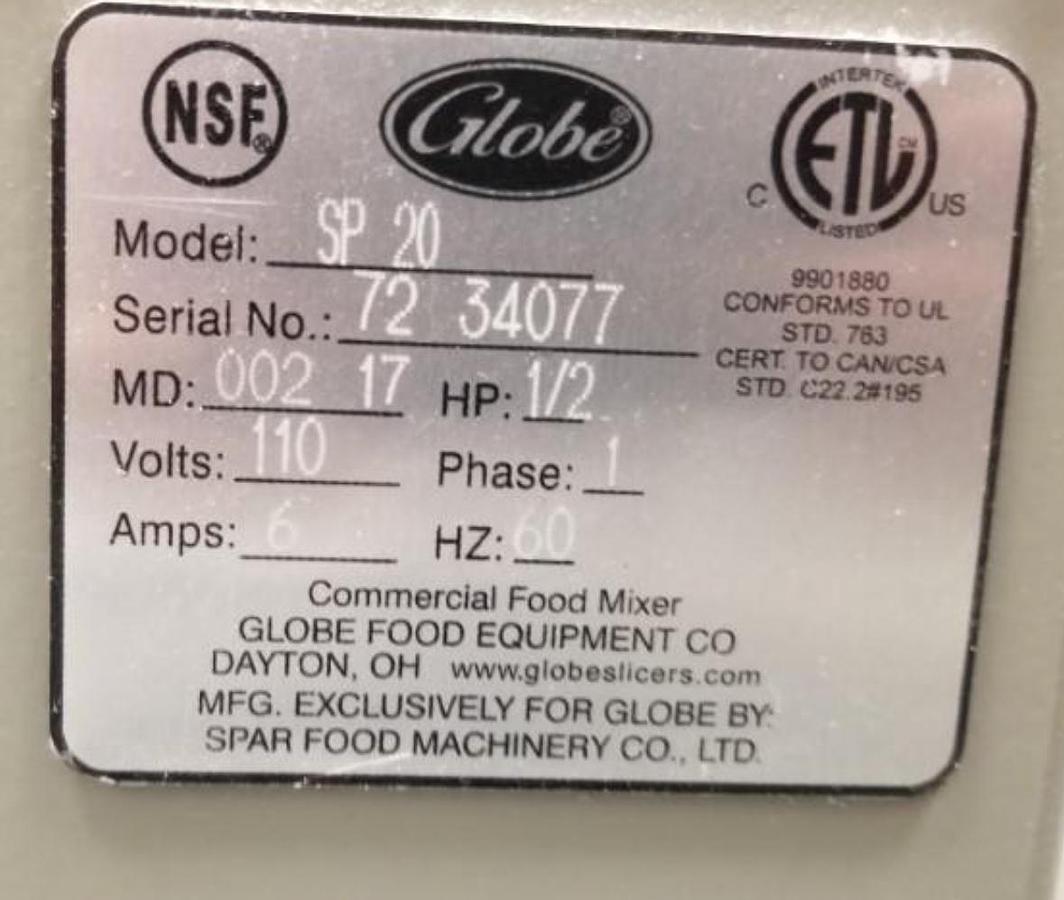 NSF®
Globe®
INTERTEK
ETL CM
C US
LISTED
Model: SP 20
Serial No.: 72 34077
MD: 002 17 HP: 1/2
Volts: 110 Phase: 1
Amps: 6 HZ: 60
9901880
CONFORMS TO UL
STD. 763
CERT. TO CAN/CSA
STD. C22.2#195
Commercial Food Mixer
GLOBE FOOD EQUIPMENT CO
DAYTON, OH www.globeslicers.com
MFG. EXCLUSIVELY FOR GLOBE BY:
SPAR FOOD MACHINERY CO., LTD.